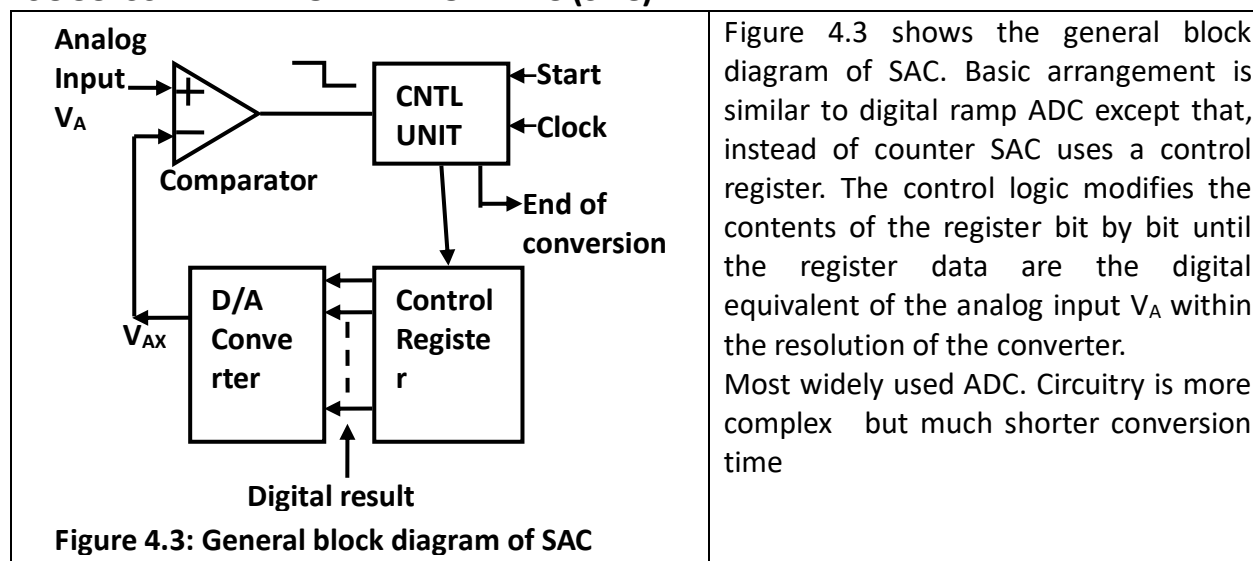 Analog
Input
V_A
Comparator
CNTL
UNIT
Start
Clock
End of
conversion
D/A
Conve
rter
Control
Registe
r
V_AX
Digital result
Figure 4.3: General block diagram of SAC
Figure 4.3 shows the general block
diagram of SAC. Basic arrangement is
similar to digital ramp ADC except that,
instead of counter SAC uses a control
register. The control logic modifies the
contents of the register bit by bit until
the register data are the digital
equivalent of the analog input V_A within
the resolution of the converter.
Most widely used ADC. Circuitry is more
complex but much shorter conversion
time